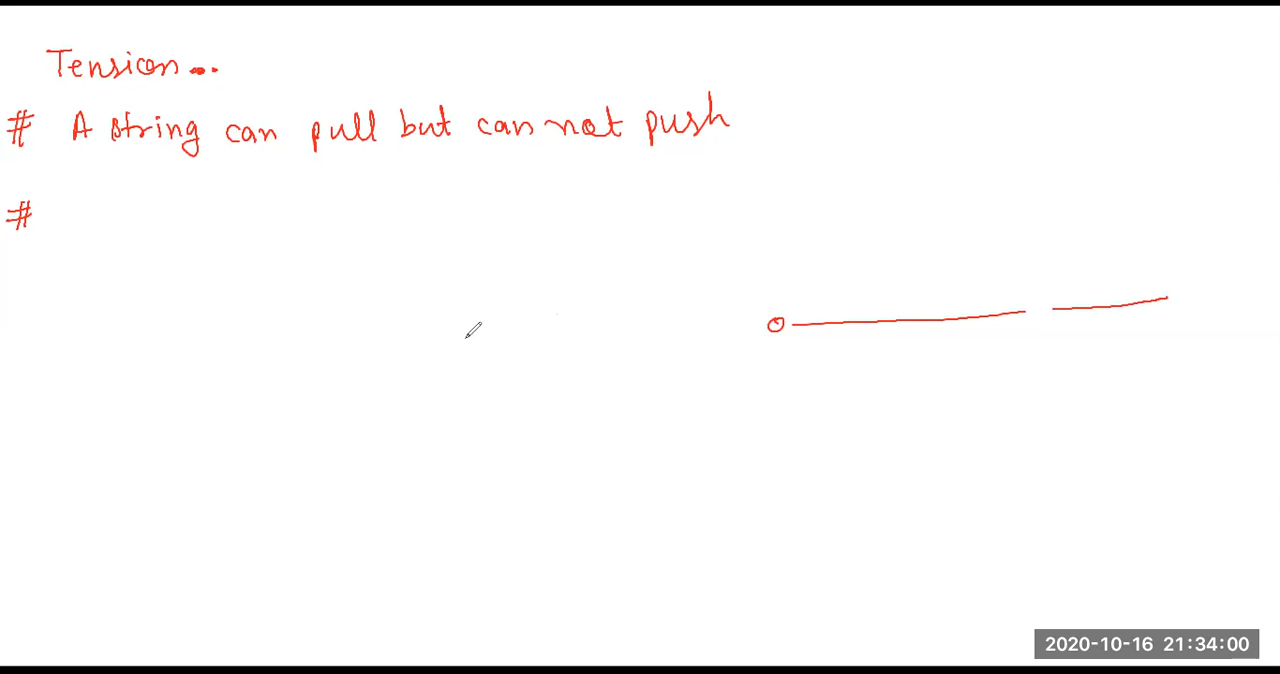 Tension...
# A string can pull but can not push
#
2020-10-16 21:34:00